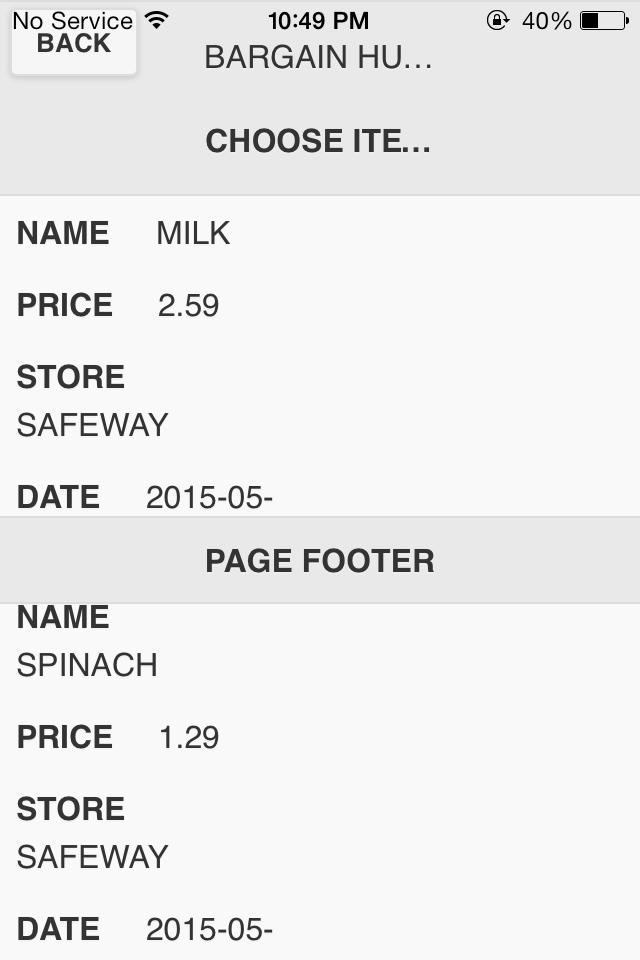 No Service 10:49 PM 40%
BACK
BARGAIN HU...
CHOOSE ITE...
NAME MILK
PRICE 2.59
STORE
SAFEWAY
DATE 2015-05-
PAGE FOOTER
NAME
SPINACH
PRICE 1.29
STORE
SAFEWAY
DATE 2015-05-